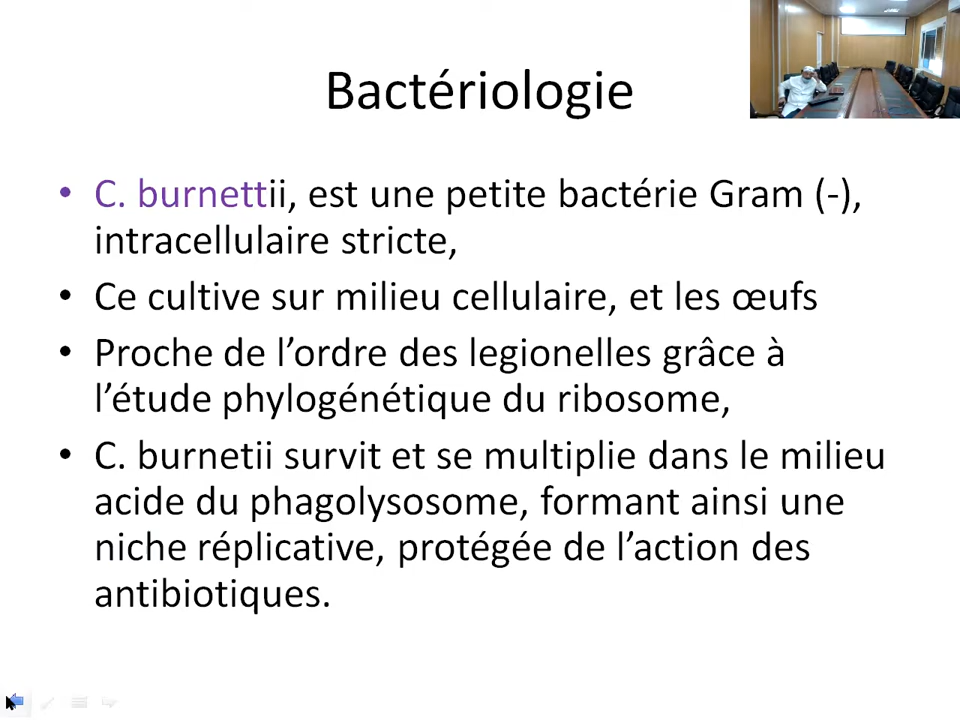 Bactériologie
• C. burnettii, est une petite bactérie Gram (-),
intracellulaire stricte,
• Ce cultive sur milieu cellulaire, et les œufs
• Proche de l’ordre des legionelles grâce à
l’étude phylogénétique du ribosome,
• C. burnetii survit et se multiplie dans le milieu
acide du phagolysosome, formant ainsi une
niche réplicative, protégée de l’action des
antibiotiques.